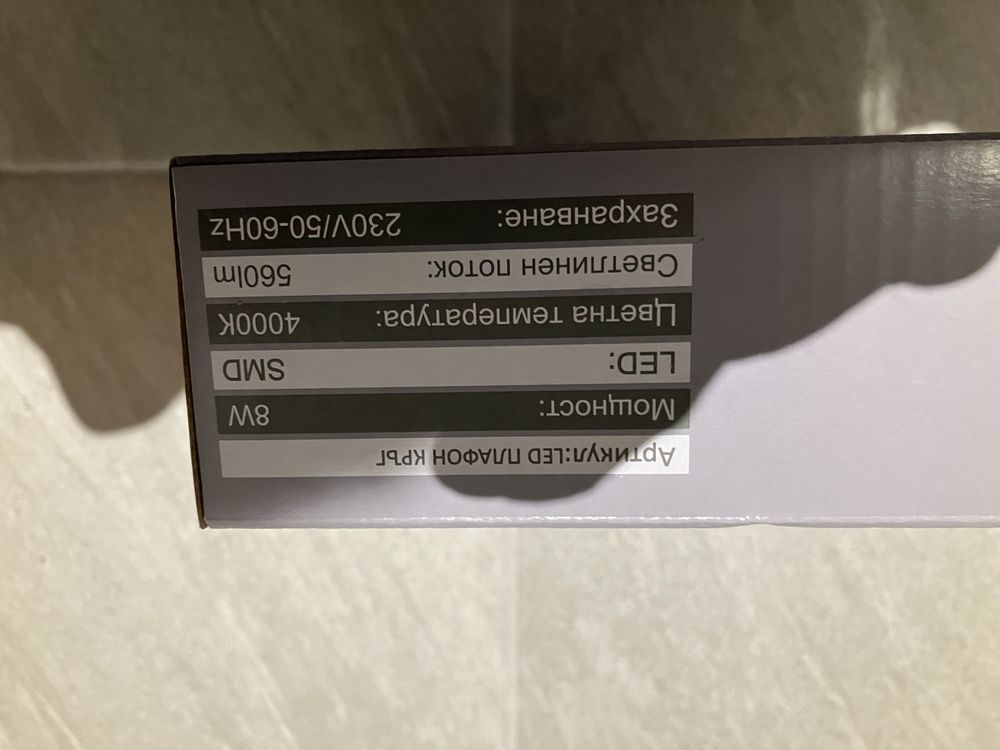 Артикул:LED ПЛАФОН КРЪГ
Мощност: 8W
LED: SMD
Цветна температура: 4000K
Светлинен поток: 560lm
Захранване: 230V/50-60Hz